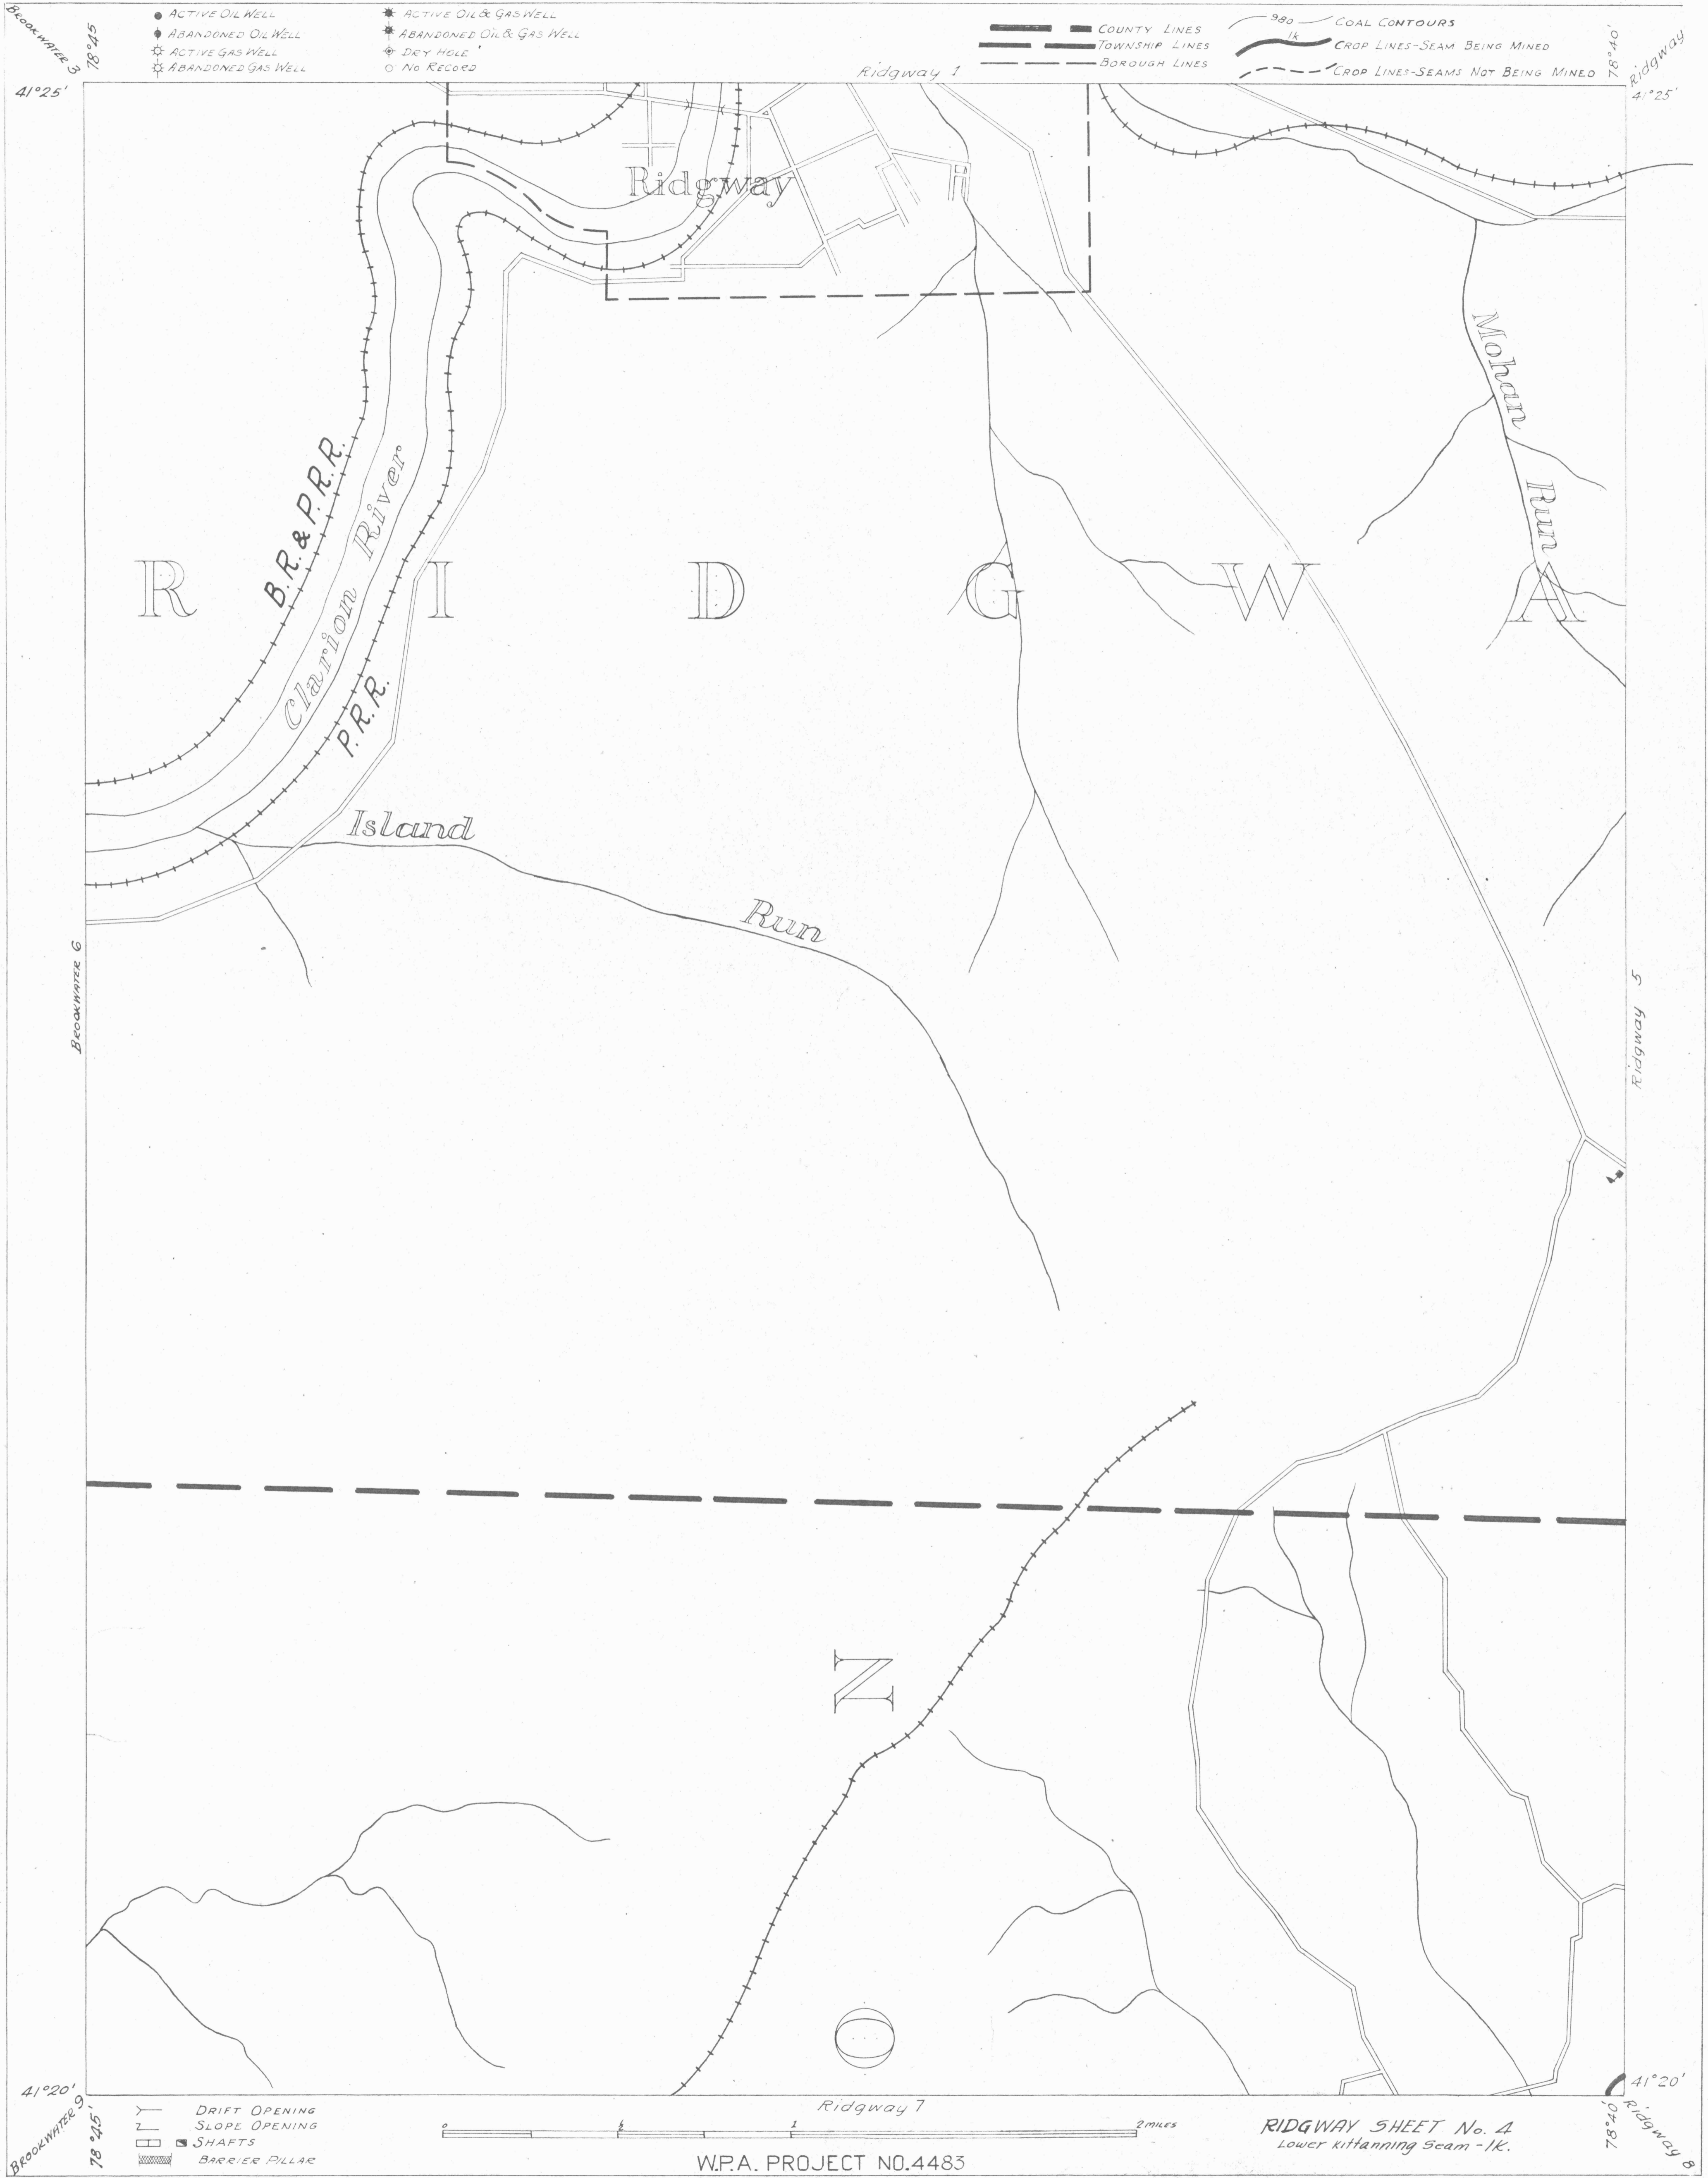 BROOKWATER 3
78°45
ACTIVE OIL WELL
ABANDONED OIL WELL
ACTIVE GAS WELL
ABANDONED GAS WELL
ACTIVE OIL & GAS WELL
ABANDONED OIL & GAS WELL
DRY HOLE
NO RECORD
Ridgway 1
COUNTY LINES
TOWNSHIP LINES
BOROUGH LINES
980
COAL CONTOURS
1k
CROP LINES-SEAM BEING MINED
CROP LINES-SEAMS NOT BEING MINED
78°40'
Ridgway
41°25'
41°25'
Ridgway
Mohan Run
B.R. & P.R.R.
Clarion River
P.R.R.
R I D G W A
Island Run
BROOKWATER 6
Ridgway 5
N
O
41°20'
41°20'
BROOKWATER 9
78°45'
DRIFT OPENING
SLOPE OPENING
SHAFTS
BARRIER PILLAR
Ridgway 7
0 ½ 1 2 MILES
W.P.A. PROJECT NO. 4483
RIDGWAY SHEET No. 4
Lower Kittanning Seam -1K.
78°40'
Ridgway 8